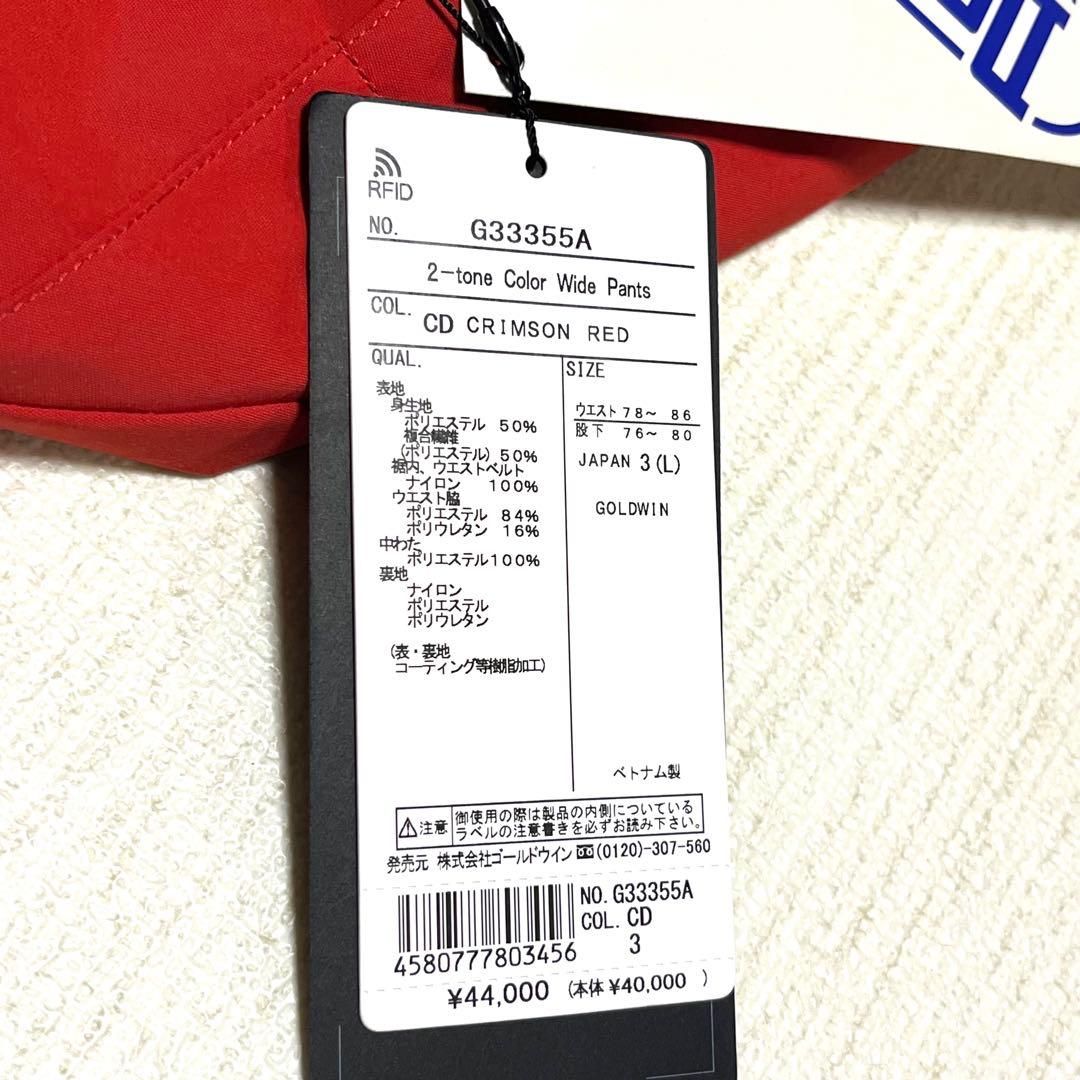 RFID
NO. G33355A
2-tone Color Wide Pants
COL. CD CRIMSON RED
QUAL.
表地
身生地
ポリエステル 50%
複合繊維
(ポリエステル) 50%
裾内、ウエストベルト
ナイロン 100%
ウエスト脇
ポリエステル 84%
ポリウレタン 16%
中わた
ポリエステル100%
裏地
ナイロン
ポリエステル
ポリウレタン
(表・裏地
コーティング等樹脂加工)
SIZE
ウエスト 78～ 86
股下 76～ 80
JAPAN 3(L)
GOLDWIN
ベトナム製
注意
御使用の際は製品の内側についている
ラベルの注意書きを必ずお読み下さい。
発売元 株式会社ゴールドウイン (0120)-307-560
NO. G33355A
COL. CD
3
4580777803456
¥44,000 (本体 ¥40,000 )